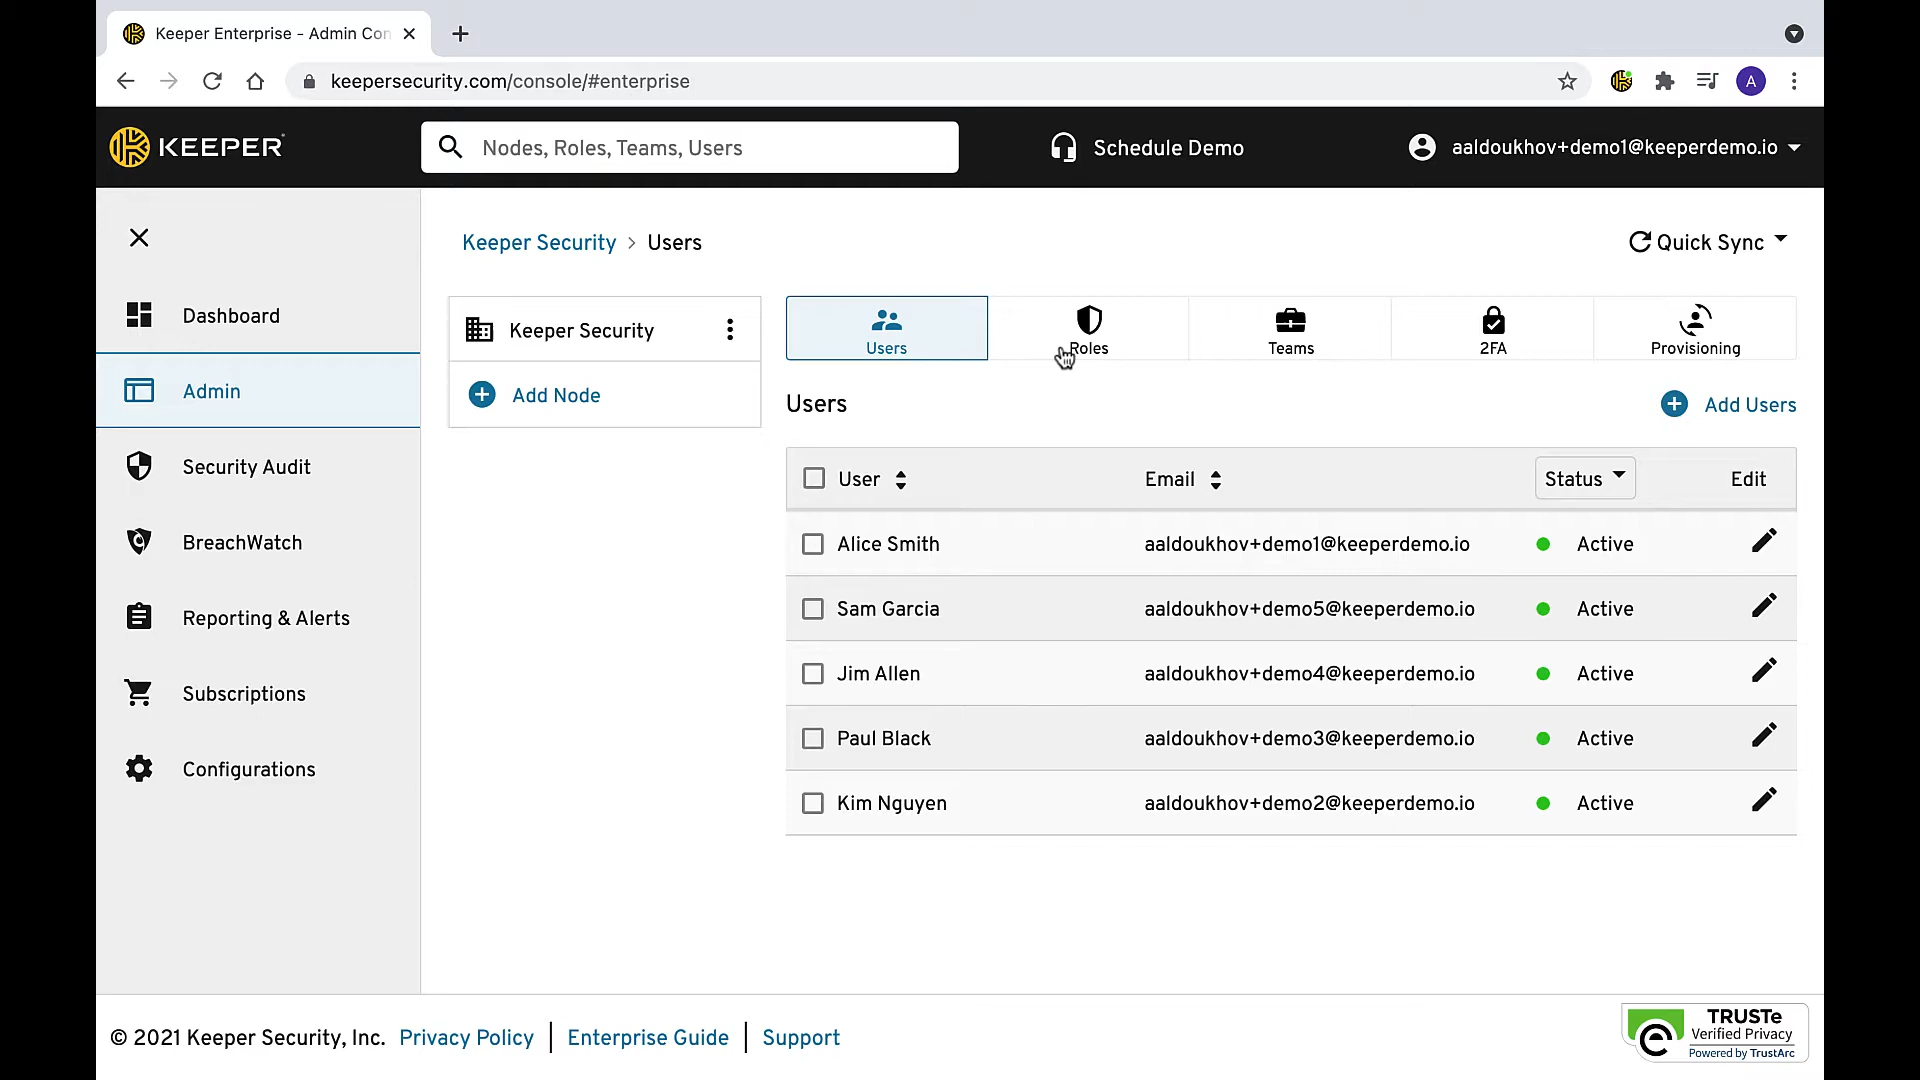 Keeper Enterprise - Admin Con
keepersecurity.com/console/#enterprise
A
KEEPER
Nodes, Roles, Teams, Users
Schedule Demo
aaldoukhov+demo1@keeperdemo.io
Dashboard
Admin
Security Audit
BreachWatch
Reporting & Alerts
Subscriptions
Configurations
Keeper Security > Users
Quick Sync
Keeper Security
Add Node
Users
Roles
Teams
2FA
Provisioning
Users
Add Users
User Email Status Edit
Alice Smith aaldoukhov+demo1@keeperdemo.io Active
Sam Garcia aaldoukhov+demo5@keeperdemo.io Active
Jim Allen aaldoukhov+demo4@keeperdemo.io Active
Paul Black aaldoukhov+demo3@keeperdemo.io Active
Kim Nguyen aaldoukhov+demo2@keeperdemo.io Active
© 2021 Keeper Security, Inc. Privacy Policy | Enterprise Guide | Support
TRUSTe
Verified Privacy
Powered by TrustArc